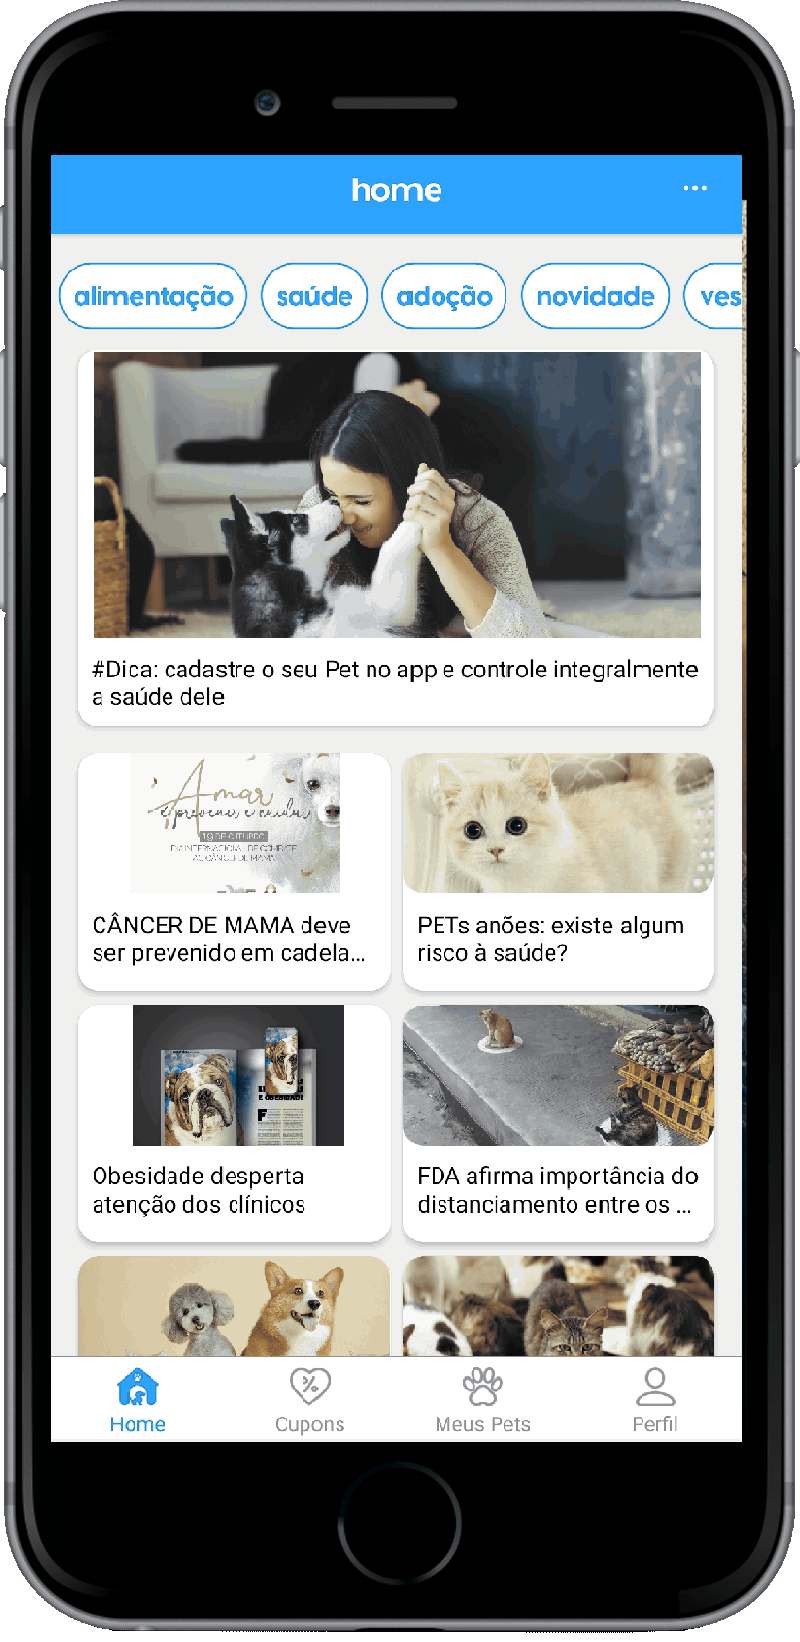 home
alimentação
saúde
adoção
novidade
ves
#Dica: cadastre o seu Pet no app e controle integralmente
a saúde dele
Amar
é prevenir e cuidar
19 DE OUTUBRO
DIA INTERNACIONAL DE COMBATE
AO CÂNCER DE MAMA
CÂNCER DE MAMA deve
ser prevenido em cadela...
PETs anões: existe algum
risco à saúde?
E OBESIDADE
F
Obesidade desperta
atenção dos clínicos
FDA afirma importância do
distanciamento entre os ...
Home
Cupons
Meus Pets
Perfil